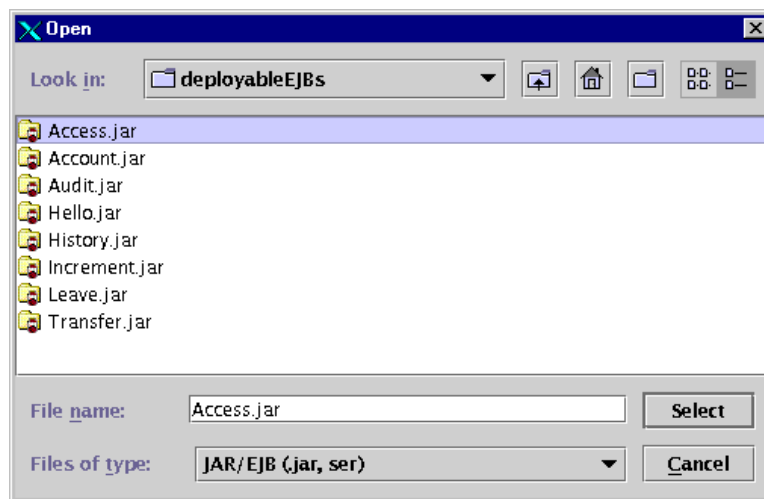 Open
Look in: deployableEJBs
Access.jar
Account.jar
Audit.jar
Hello.jar
History.jar
Increment.jar
Leave.jar
Transfer.jar
File name: Access.jar Select
Files of type: JAR/EJB (.jar, ser) Cancel